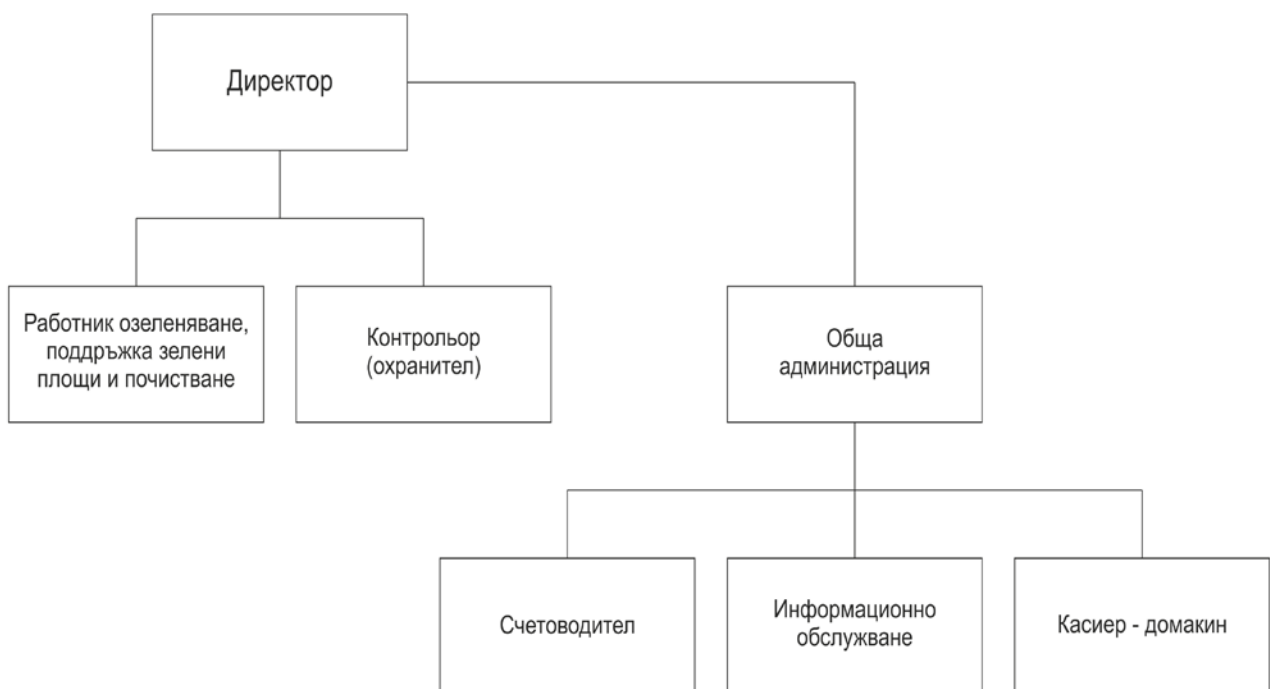 Директор
Работник озеленяване,
поддръжка зелени
площи и почистване
Контрольор
(охранител)
Обща
администрация
Счетоводител
Информационно
обслужване
Касиер - домакин